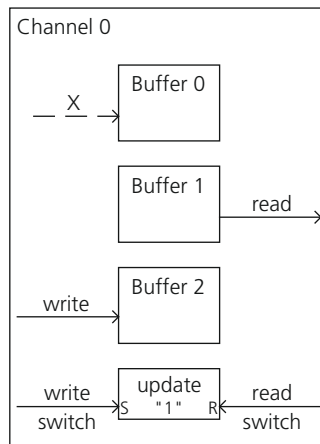 Channel 0
Buffer 0
X
Buffer 1
read
Buffer 2
write
write update read
S "1" R
switch switch